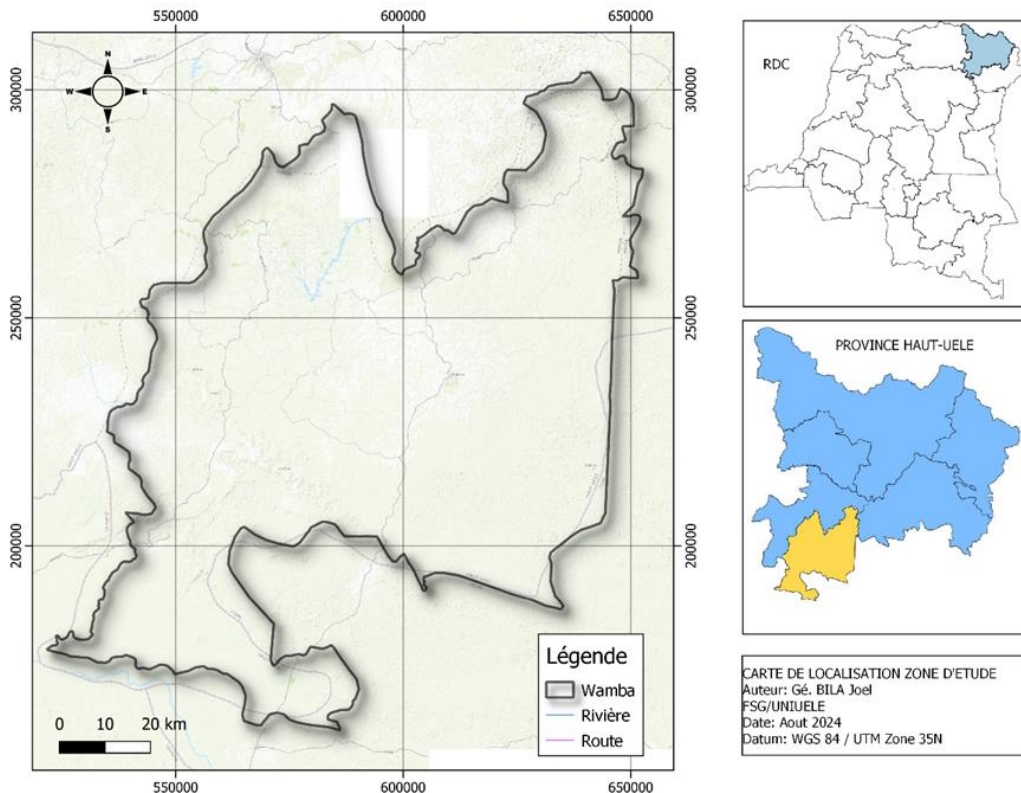 550000 600000 650000
N
W E
S
300000 300000
250000 250000
200000 200000
550000 600000 650000
0 10 20 km
Légende
Wamba
Rivière
Route
RDC
PROVINCE HAUT-UELE
CARTE DE LOCALISATION ZONE D'ETUDE
Auteur: Gé. BILA Joel
FSG/UNIUELE
Date: Aout 2024
Datum: WGS 84 / UTM Zone 35N